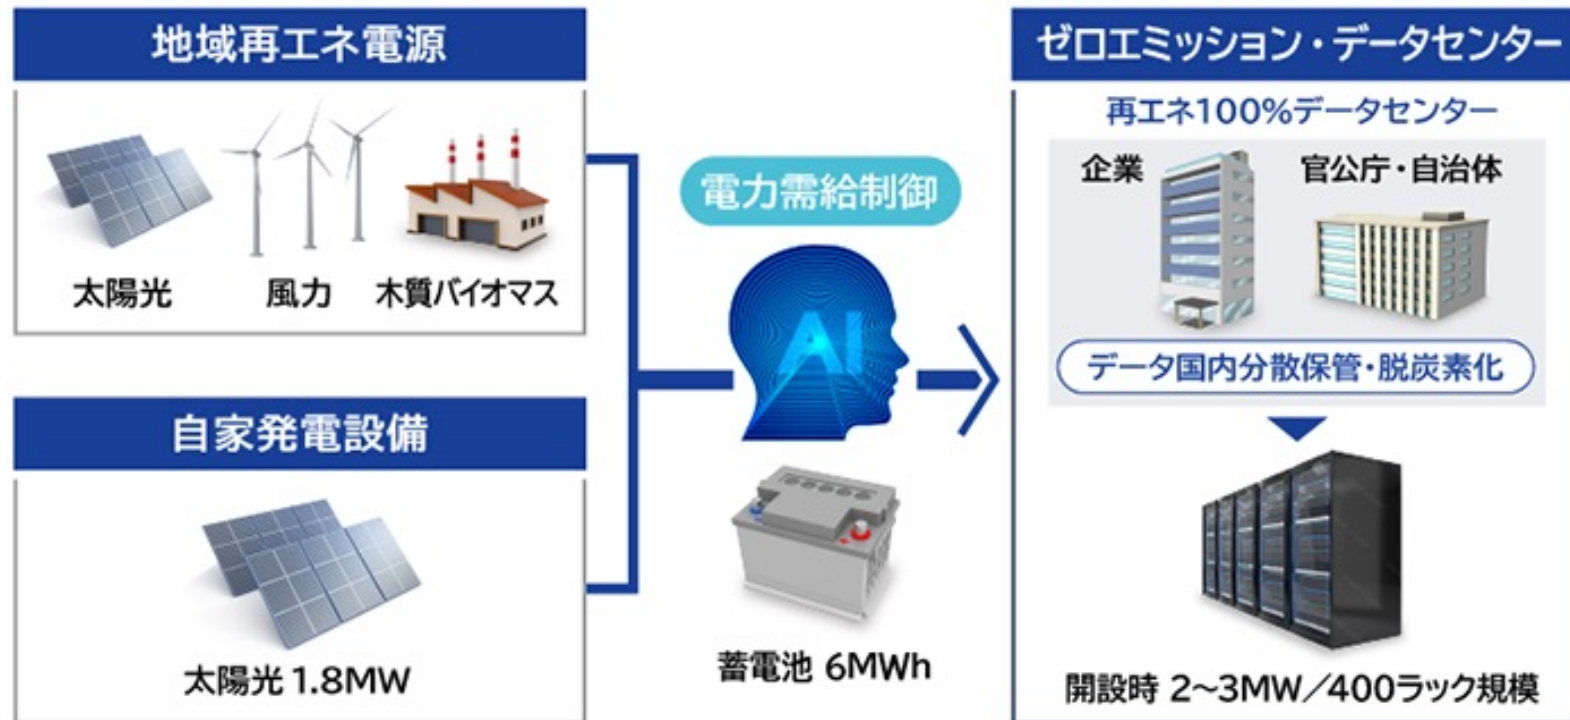 地域再エネ電源
太陽光
風力
木質バイオマス
自家発電設備
太陽光 1.8MW
電力需給制御
AI
蓄電池 6MWh
ゼロエミッション・データセンター
再エネ100%データセンター
企業
官公庁・自治体
データ国内分散保管・脱炭素化
開設時 2~3MW/400ラック規模